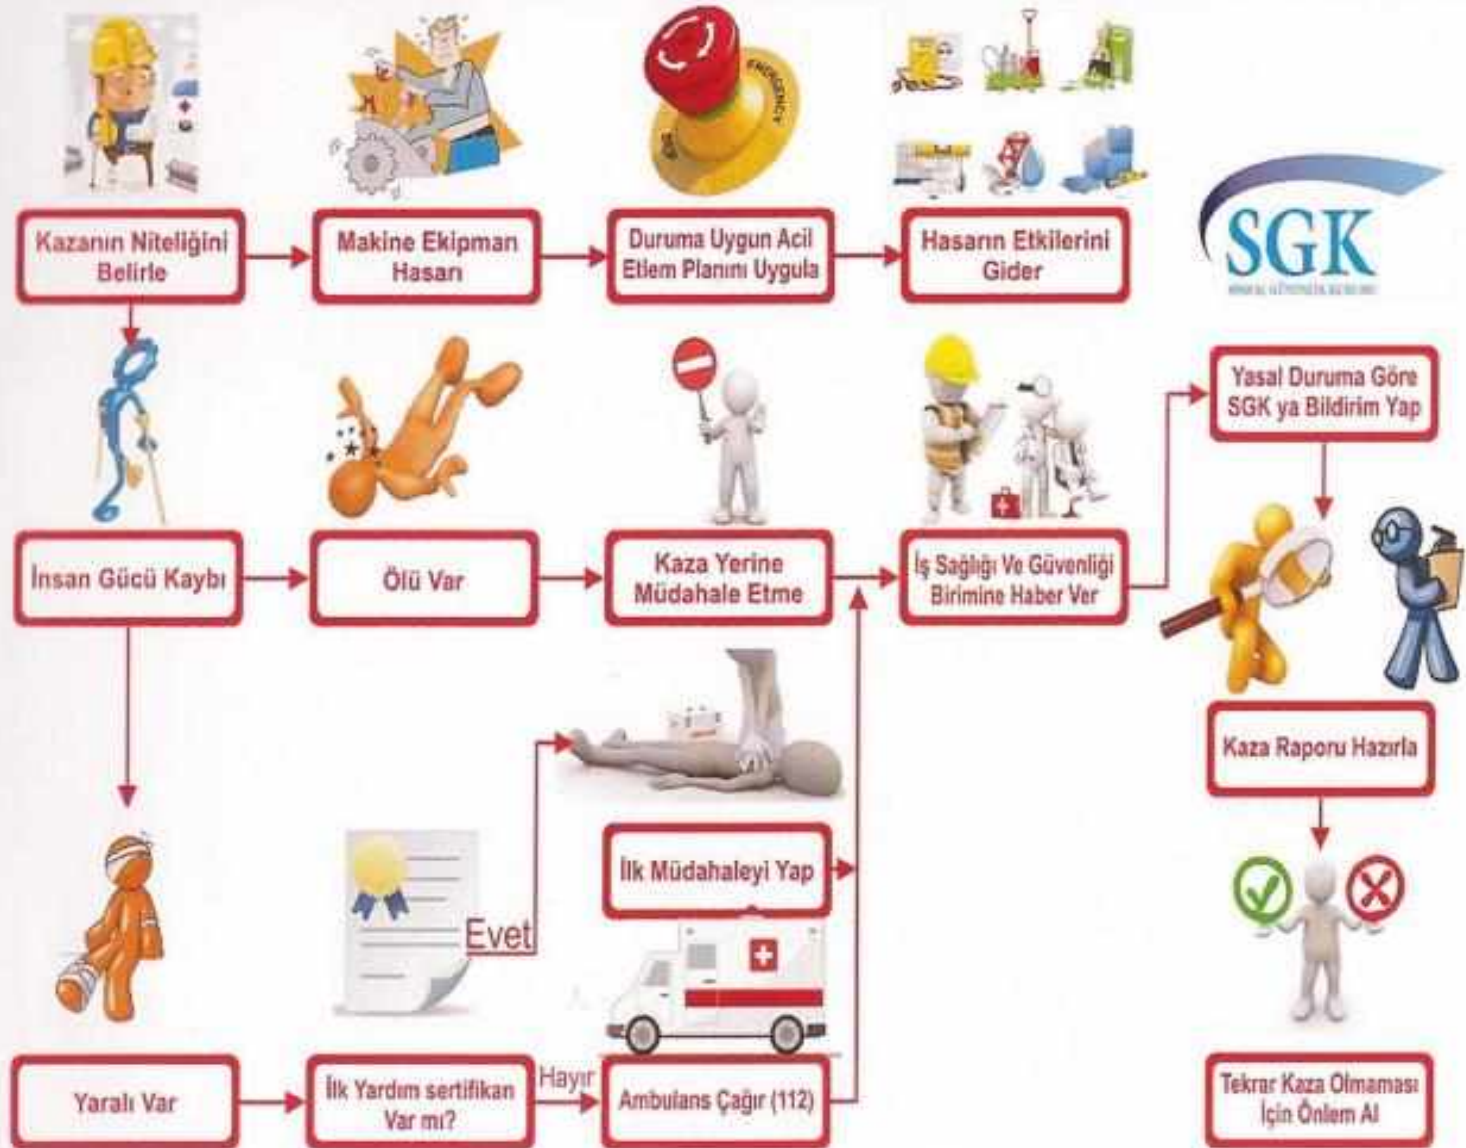 EMERGENCY
Kazanın Niteliğini
Belirle
Makine Ekipman
Hasarı
Duruma Uygun Acil
Etlem Planını Uygula
Hasarın Etkilerini
Gider
SGK
Yasal Duruma Göre
SGK ya Bildirim Yap
İnsan Gücü Kaybı
Ölü Var
Kaza Yerine
Müdahale Etme
İş Sağlığı Ve Güvenliği
Birimine Haber Ver
Kaza Raporu Hazırla
İlk Müdahaleyi Yap
Evet
Yaralı Var
İlk Yardım sertifikan
Var mı?
Hayır
Ambulans Çağır (112)
Tekrar Kaza Olmaması
İçin Önlem Al